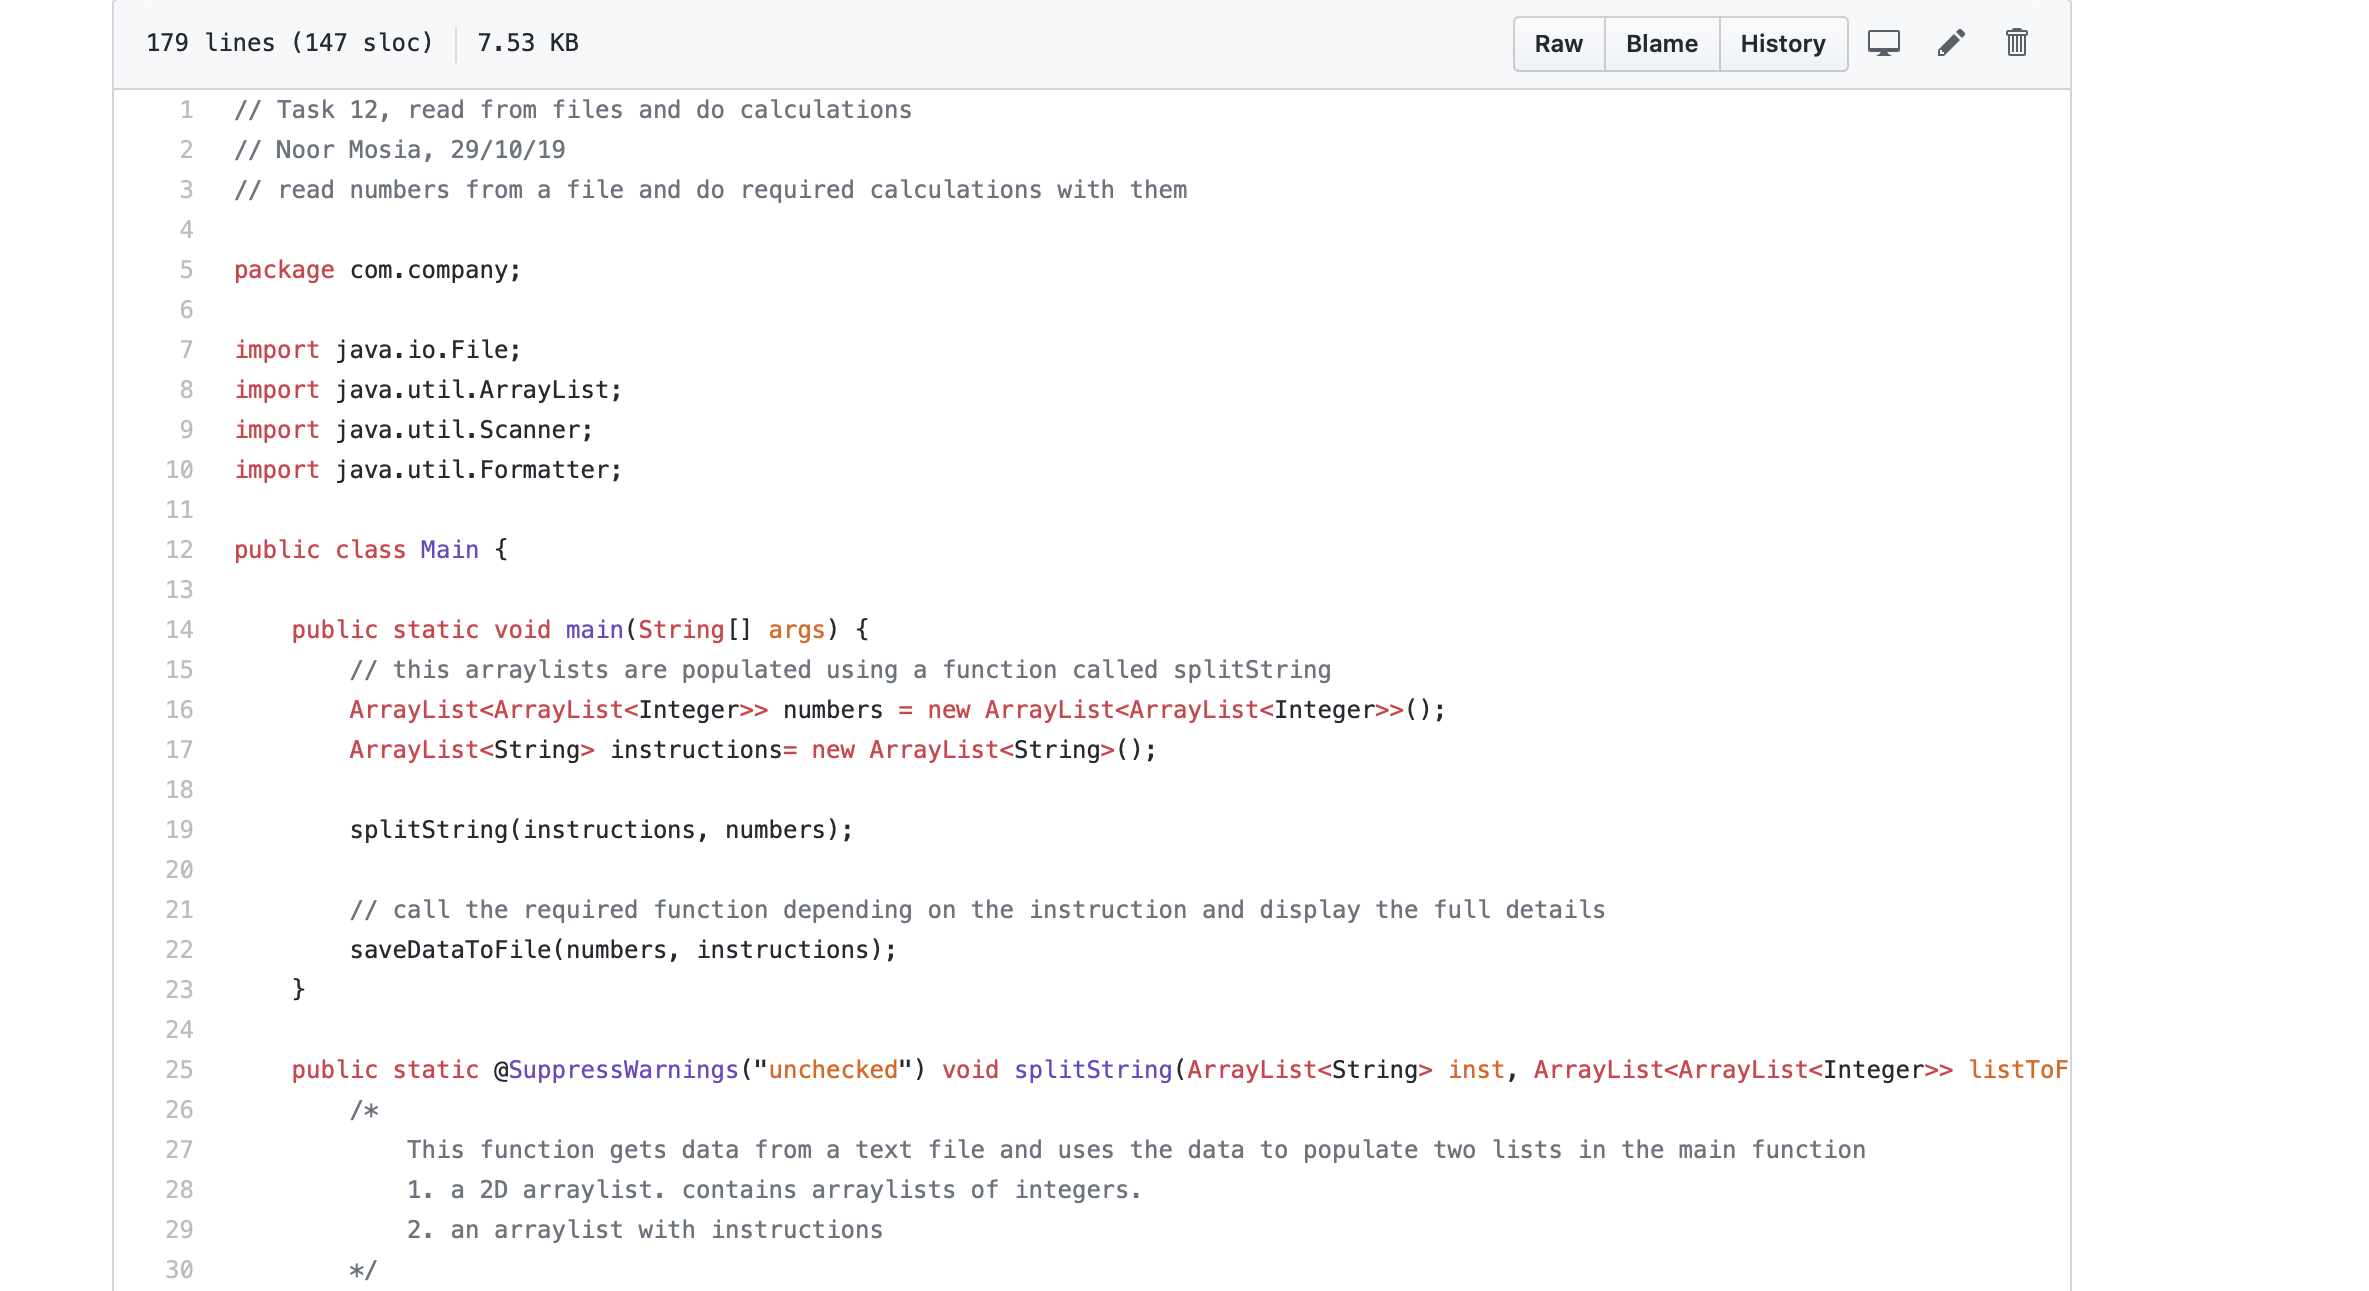 179 lines (147 sloc) 7.53 KB Raw Blame History
1 // Task 12, read from files and do calculations
2 // Noor Mosia, 29/10/19
3 // read numbers from a file and do required calculations with them
4
5 package com.company;
6
7 import java.io.File;
8 import java.util.ArrayList;
9 import java.util.Scanner;
10 import java.util.Formatter;
11
12 public class Main {
13
14     public static void main(String[] args) {
15         // this arraylists are populated using a function called splitString
16         ArrayList<ArrayList<Integer>> numbers = new ArrayList<ArrayList<Integer>>();
17         ArrayList<String> instructions= new ArrayList<String>();
18
19         splitString(instructions, numbers);
20
21         // call the required function depending on the instruction and display the full details
22         saveDataToFile(numbers, instructions);
23     }
24
25     public static @SuppressWarnings("unchecked") void splitString(ArrayList<String> inst, ArrayList<ArrayList<Integer>> listToF
26         /*
27             This function gets data from a text file and uses the data to populate two lists in the main function
28             1. a 2D arraylist. contains arraylists of integers.
29             2. an arraylist with instructions
30         */